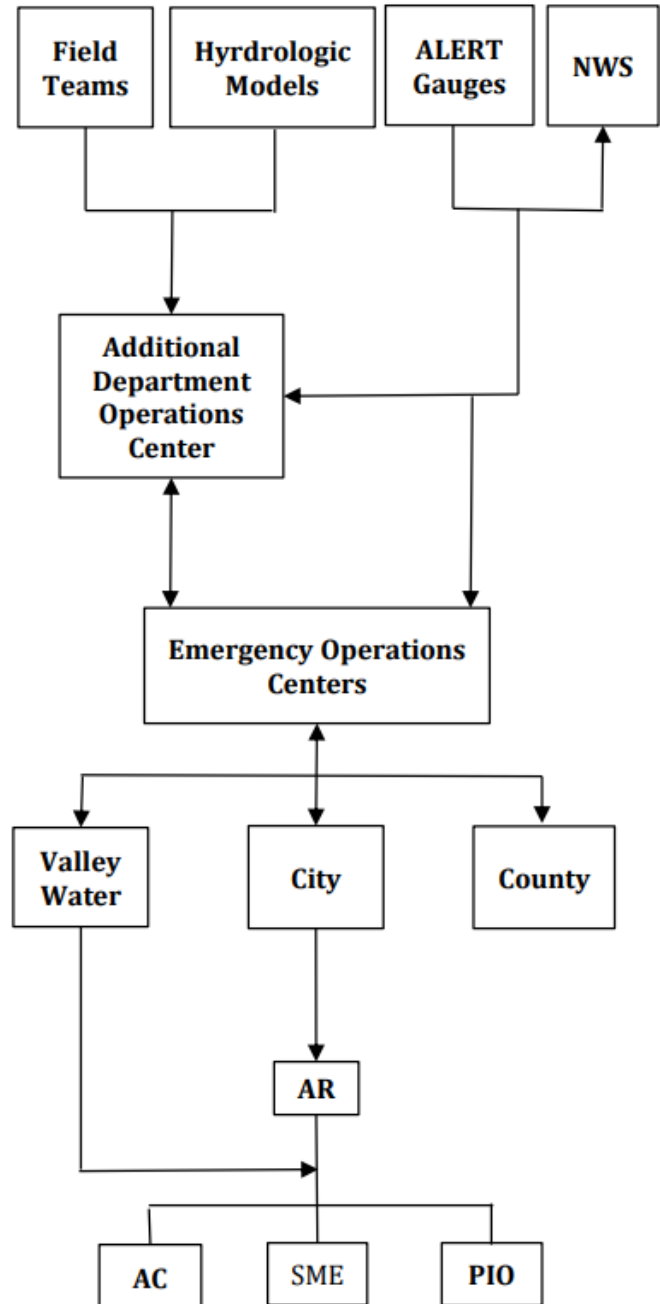 Field
Teams
Hyrdrologic
Models
ALERT
Gauges
NWS
Additional
Department
Operations
Center
Emergency Operations
Centers
Valley
Water
City
County
AR
AC
SME
PIO